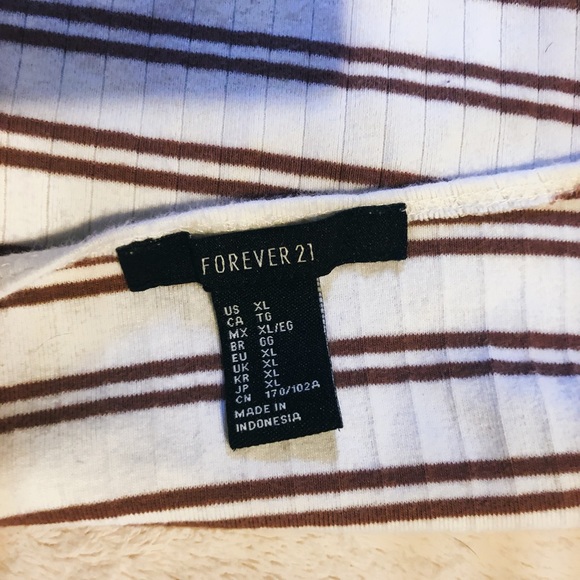 FOREVER 21
US XL
CA TG
MX XL/EG
BR GG
EU XL
UK XL
KR XL
JP XL
CN 170/102A
MADE IN
INDONESIA